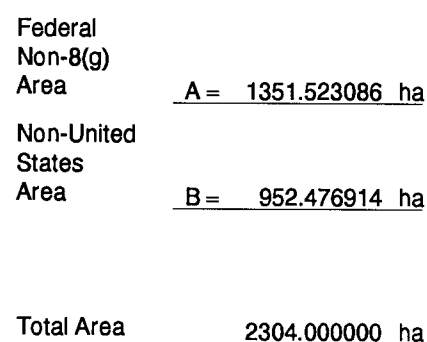 Federal
Non-8(g)
Area A = 1351.523086 ha
Non-United
States
Area B = 952.476914 ha
Total Area 2304.000000 ha